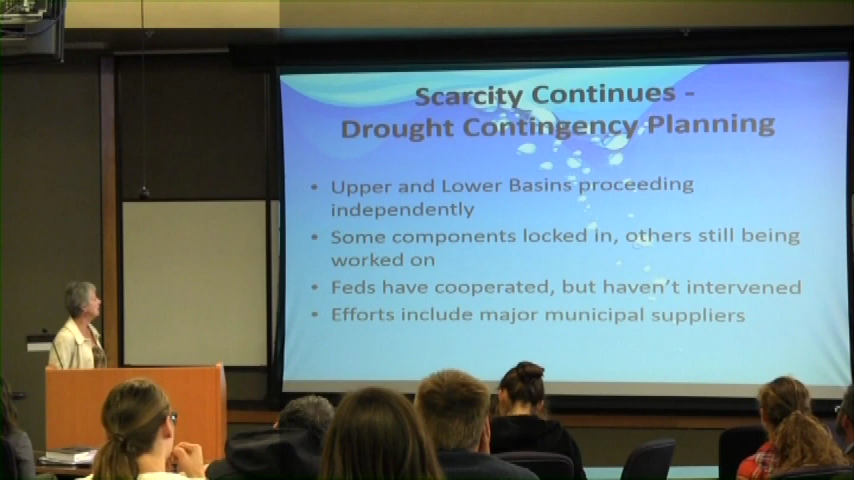 Scarcity Continues -
Drought Contingency Planning
• Upper and Lower Basins proceeding
independently
• Some components locked in, others still being
worked on
• Feds have cooperated, but haven't intervened
• Efforts include major municipal suppliers